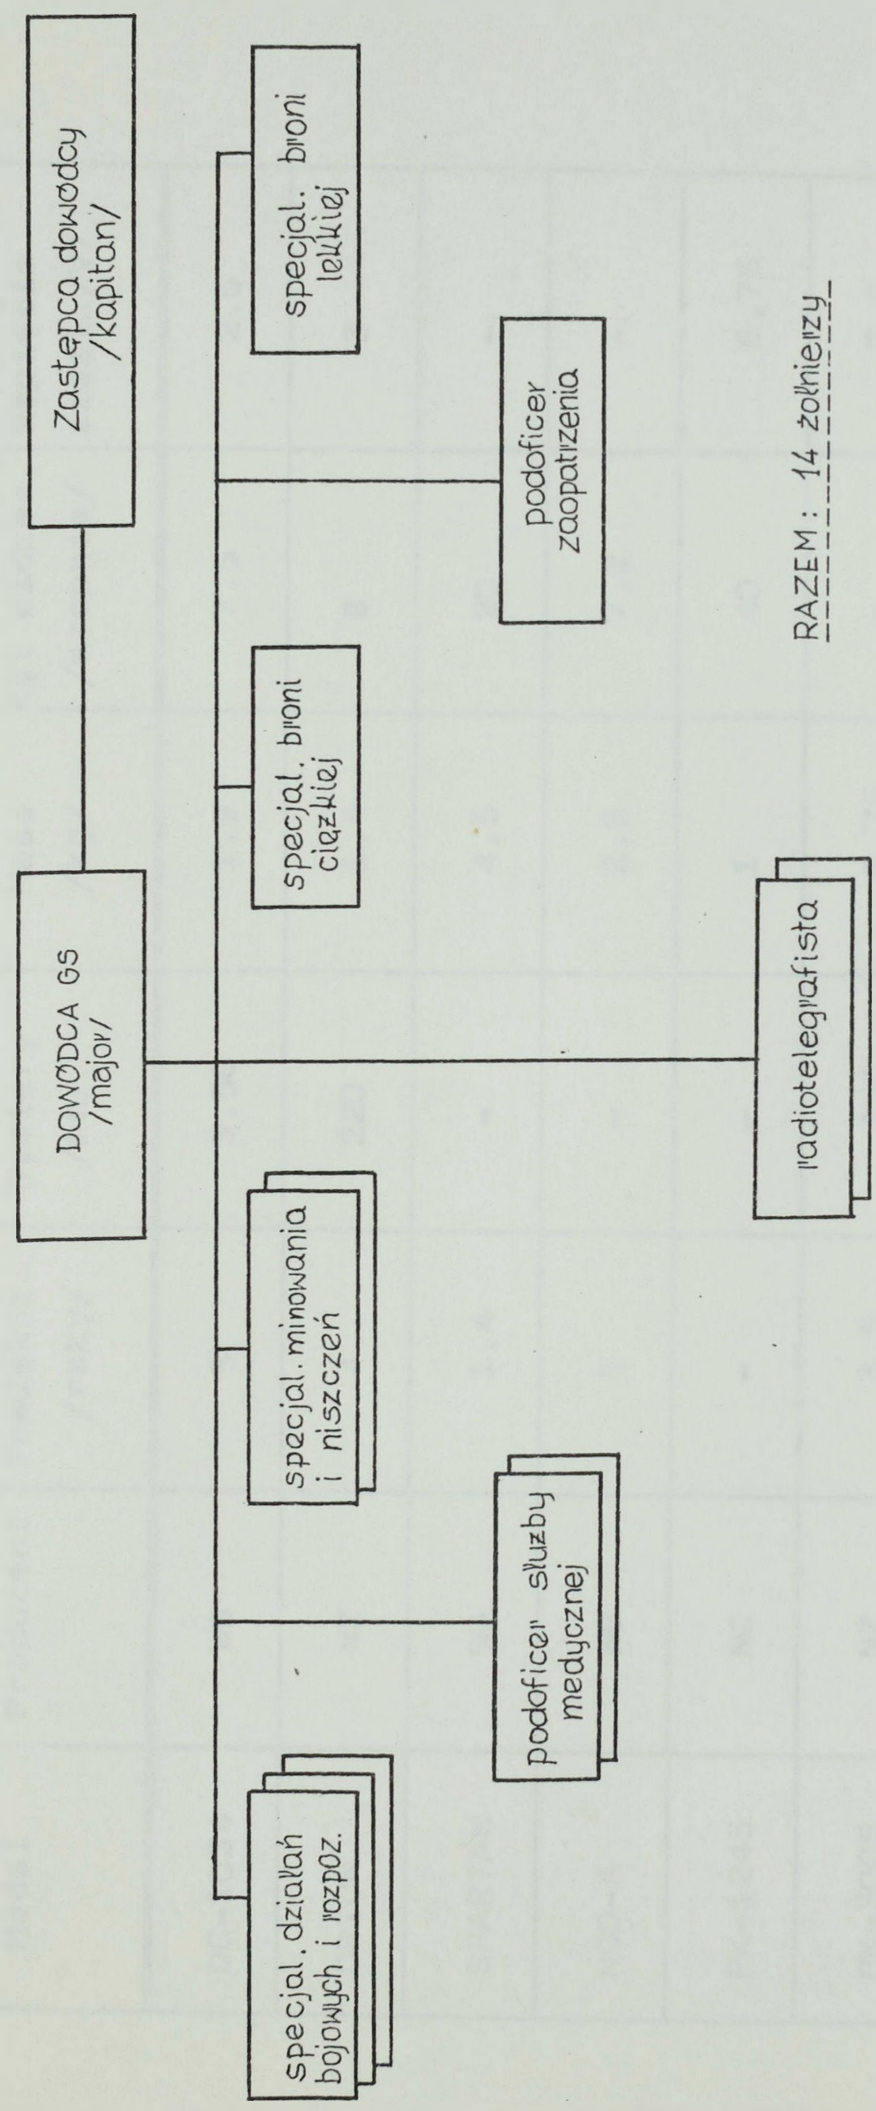 DOWÓDCA GS
/major/
Zastępca dowódcy
/kapitan/
specjal. działań
bojowych i rozpoz.
specjal. minowania
i niszczeń
specjal. broni
ciężkiej
specjal. broni
lekkiej
podoficer służby
medycznej
podoficer
zaopatrzenia
radiotelegrafista
RAZEM: 14 żołnierzy